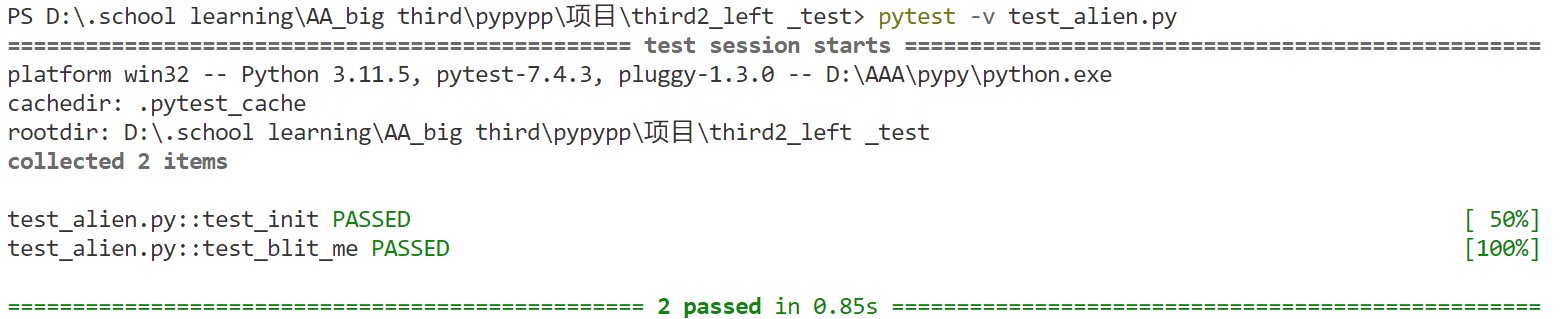 PS D:\.school learning\AA_big third\pypypp\项目\third2_left _test> pytest -v test_alien.py
================================================ test session starts =================================================
platform win32 -- Python 3.11.5, pytest-7.4.3, pluggy-1.3.0 -- D:\AAA\pypy\python.exe
cachedir: .pytest_cache
rootdir: D:\.school learning\AA_big third\pypypp\项目\third2_left _test
collected 2 items
test_alien.py::test_init PASSED [ 50%]
test_alien.py::test_blit_me PASSED [100%]
================================================= 2 passed in 0.85s ==================================================